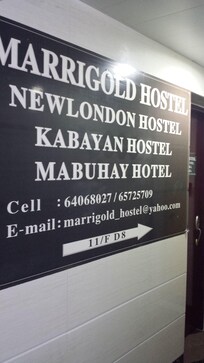 MARRIGOLD HOSTEL
NEWLONDON HOSTEL
KABAYAN HOSTEL
MABUHAY HOTEL
Cell : 64068027 / 65725709
E-mail : marrigold_hostel@yahoo.com
11/F D8